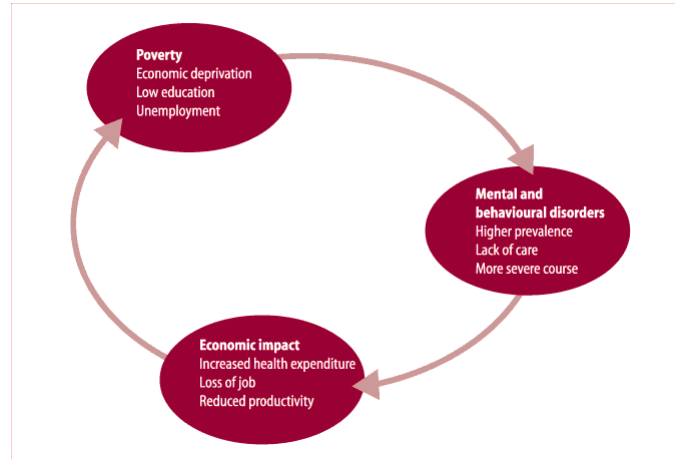 Poverty
Economic deprivation
Low education
Unemployment
Mental and
behavioural disorders
Higher prevalence
Lack of care
More severe course
Economic impact
Increased health expenditure
Loss of job
Reduced productivity